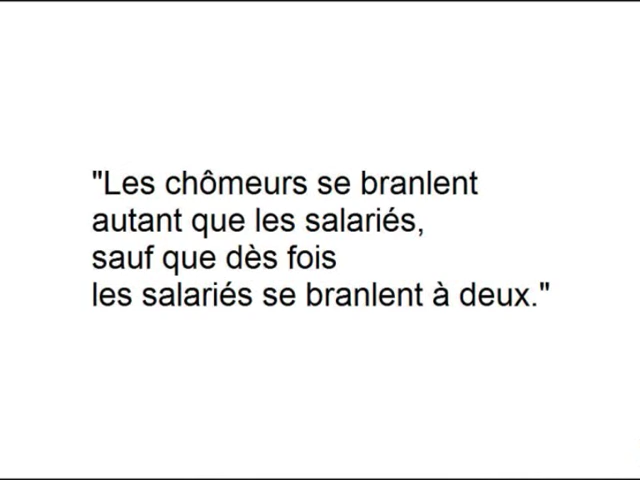 "Les chômeurs se branlent
autant que les salariés,
sauf que dès fois
les salariés se branlent à deux."